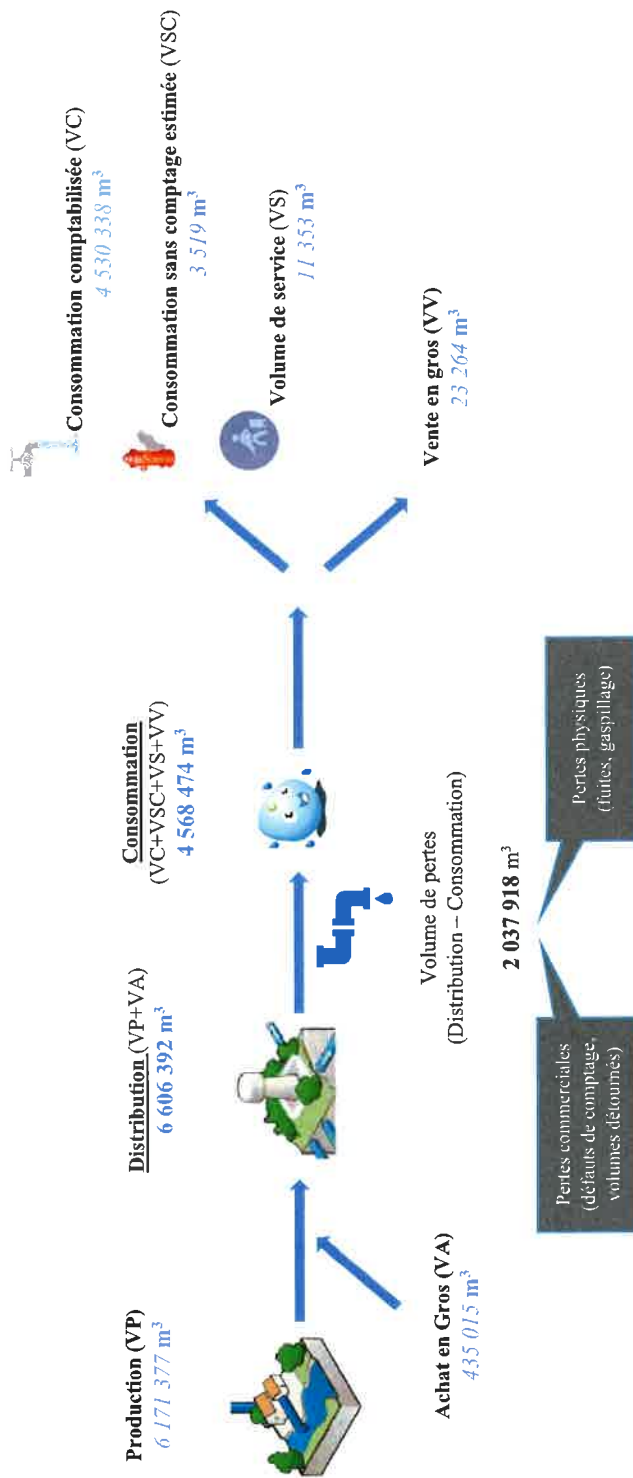 Production (VP)
6 171 377 m³
Achat en Gros (VA)
435 015 m³
Distribution (VP+VA)
6 606 392 m³
Consommation
(VC+VSC+VS+VV)
4 568 474 m³
Volume de pertes
(Distribution – Consommation)
2 037 918 m³
Pertes commerciales
(défauts de comptage,
volumes détournés)
Pertes physiques
(fuites, gaspillage)
Consommation comptabilisée (VC)
4 530 338 m³
Consommation sans comptage estimée (VSC)
3 519 m³
Volume de service (VS)
11 353 m³
Vente en gros (VV)
23 264 m³